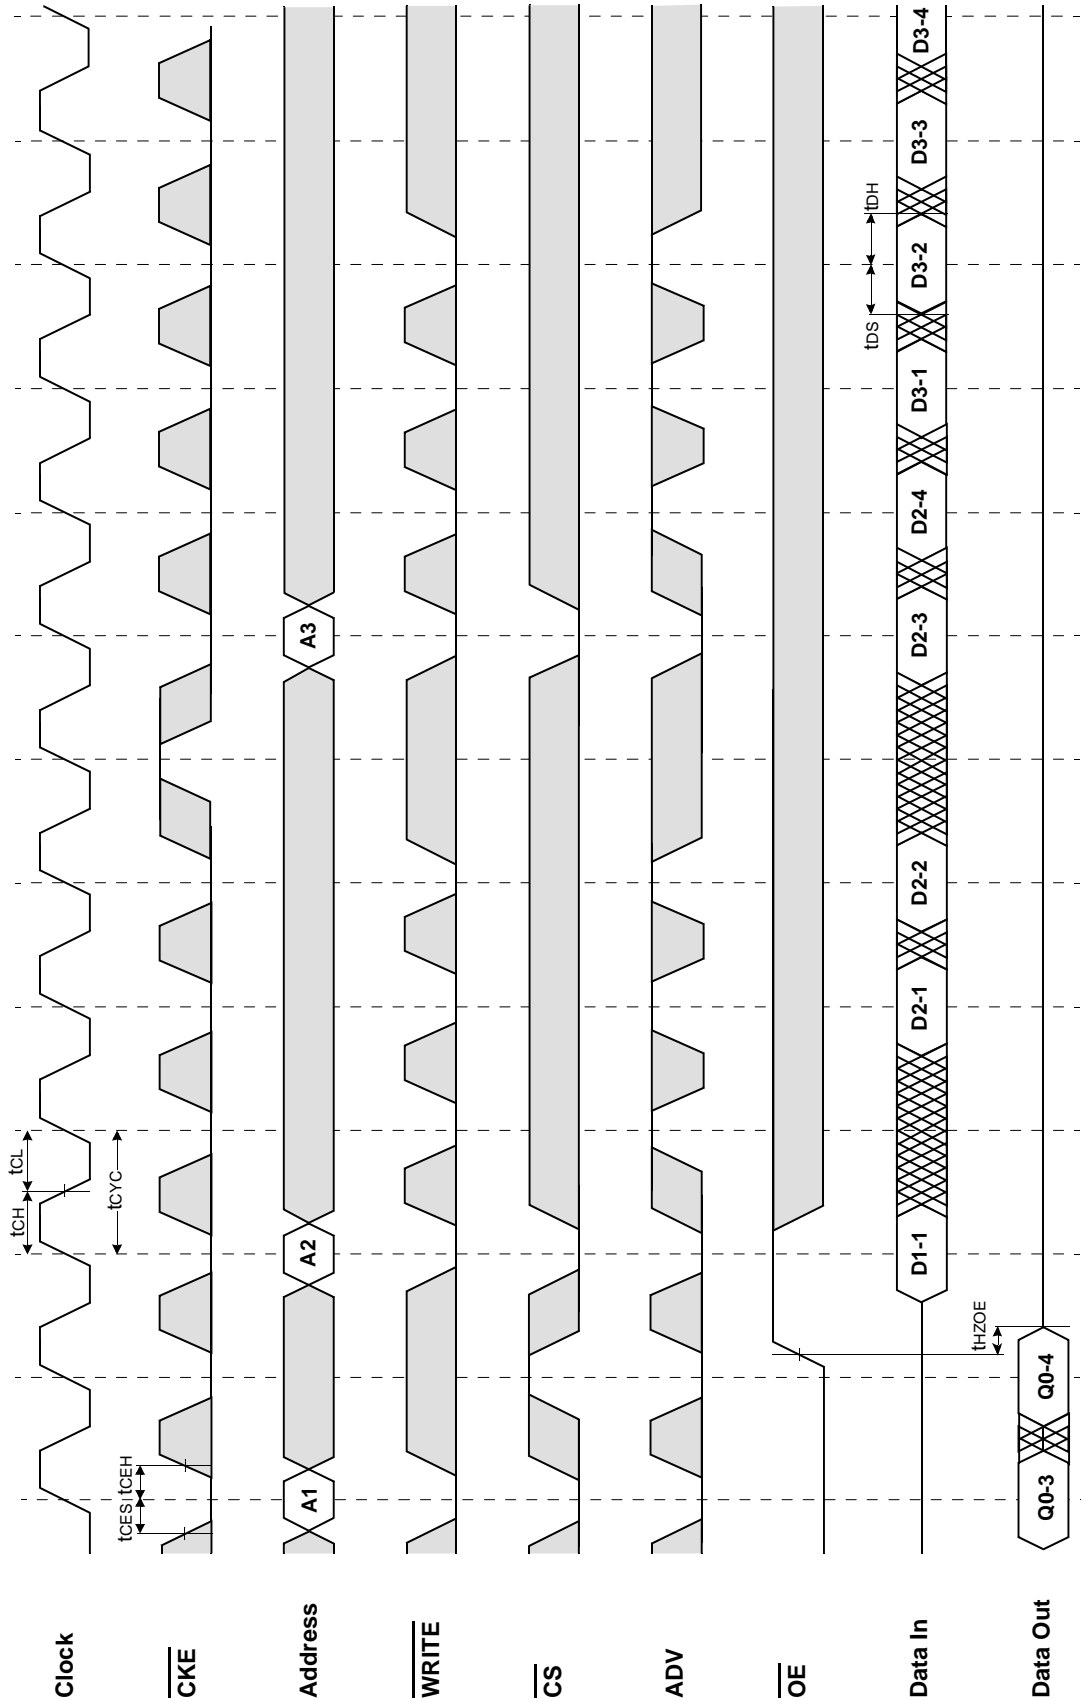 Clock
tCH tCL
tCYC
CKE
tCES tCEH
Address
A1 A2 A3
WRITE
CS
ADV
OE
Data In
D1-1 D2-1 D2-2 D2-3 D2-4 D3-1 D3-2 D3-3 D3-4
tDS tDH
tHZOE
Data Out
Q0-3 Q0-4